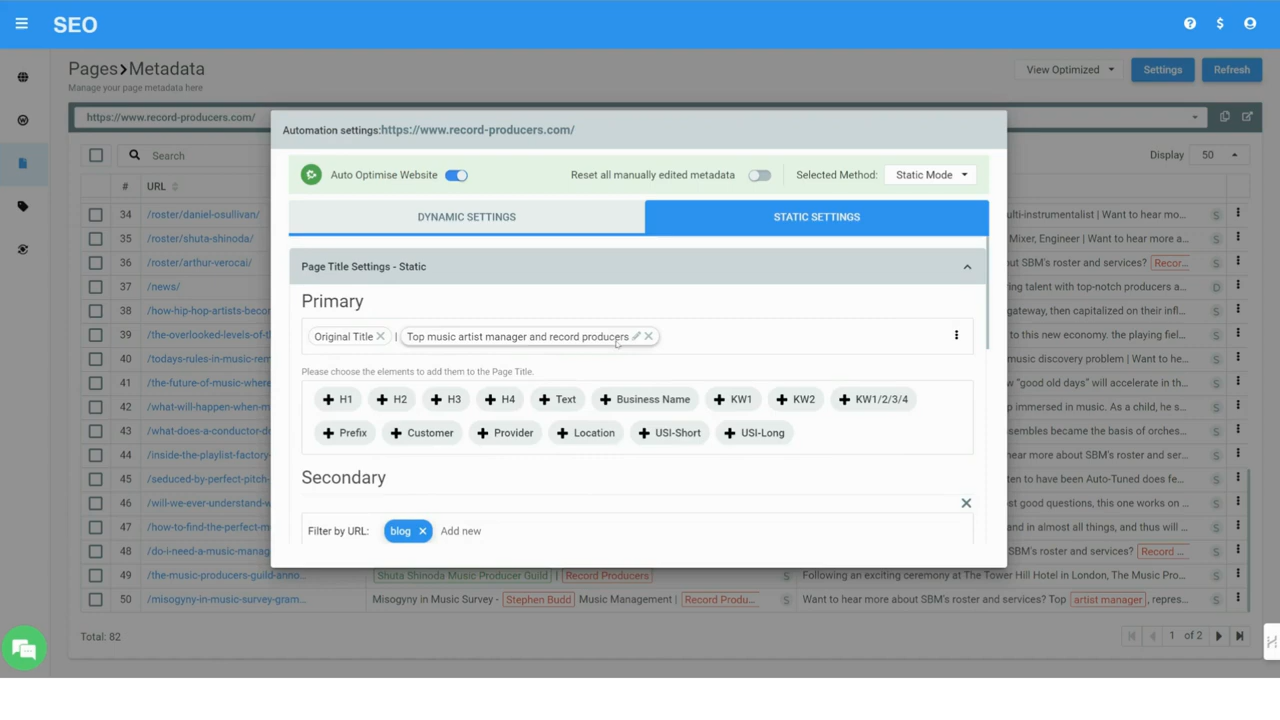 SEO
Pages>Metadata
Manage your page metadata here
View Optimized
Settings
Refresh
https://www.record-producers.com/
Automation settings:https://www.record-producers.com/
Search
Display 50
Auto Optimise Website
Reset all manually edited metadata
Selected Method: Static Mode
# URL
DYNAMIC SETTINGS
STATIC SETTINGS
34 /roster/daniel-osullivan/
ulti-instrumentalist | Want to hear mo... S
35 /roster/shuta-shinoda/
Mixer, Engineer | Want to hear more a... S
36 /roster/arthur-verocai/
Page Title Settings - Static
out SBM's roster and services? Recor... S
37 /news/
ring talent with top-notch producers a... D
Primary
38 /how-hip-hop-artists-becor
gateway, then capitalized on their infl... S
39 /the-overlooked-levels-of-t
Original Title | Top music artist manager and record producers
to this new economy. the playing fiel... S
40 /todays-rules-in-music-rem
music discovery problem | Want to he... S
Please choose the elements to add them to the Page Title.
41 /the-future-of-music-where
w "good old days" will accelerate in th... S
+ H1 + H2 + H3 + H4 + Text + Business Name + KW1 + KW2 + KW1/2/3/4
42 /what-will-happen-when-m
p immersed in music. As a child, he s... S
43 /what-does-a-conductor-do
sembles became the basis of orches... S
+ Prefix + Customer + Provider + Location + USI-Short + USI-Long
44 /inside-the-playlist-factory-
hear more about SBM's roster and ser... S
45 /seduced-by-perfect-pitch-
ten to have been Auto-Tuned does fe... S
Secondary
46 /will-we-ever-understand-v
st good questions, this one works on ... S
47 /how-to-find-the-perfect-m
and in almost all things, and thus will ... S
Filter by URL: blog Add new
48 /do-i-need-a-music-manag
SBM's roster and services? Record ... S
49 /the-music-producers-guild-anno...
Shuta Shinoda Music Producer Guild | Record Producers S
Following an exciting ceremony at The Tower Hill Hotel in London, The Music Pro... S
50 /misogyny-in-music-survey-gram...
Misogyny in Music Survey - Stephen Budd Music Management | Record Produ... S
Want to hear more about SBM's roster and services? Top artist manager, repres... S
Total: 82
1 of 2